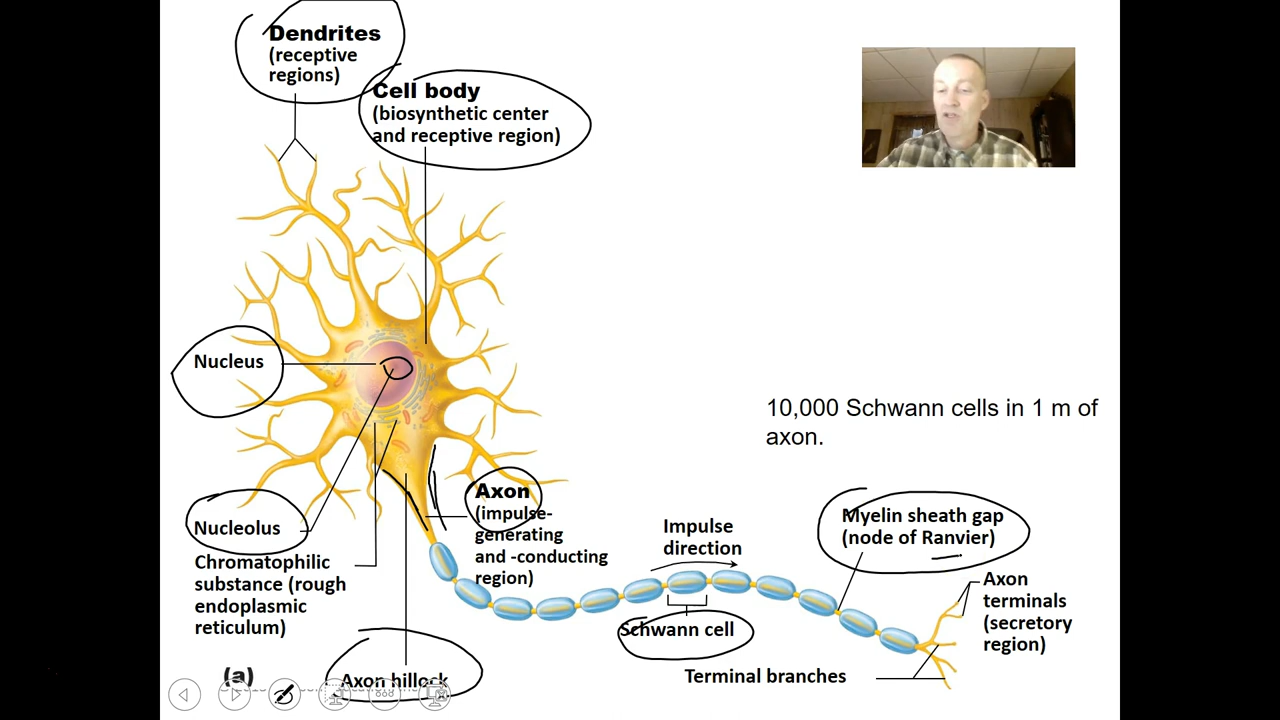 Dendrites
(receptive
regions)
Cell body
(biosynthetic center
and receptive region)
Nucleus
10,000 Schwann cells in 1 m of
axon.
Axon
(impulse-
generating
and -conducting
region)
Nucleolus
Chromatophilic
substance (rough
endoplasmic
reticulum)
Impulse
direction
Myelin sheath gap
(node of Ranvier)
Schwann cell
Axon
terminals
(secretory
region)
Terminal branches
(a)
Axon hillock